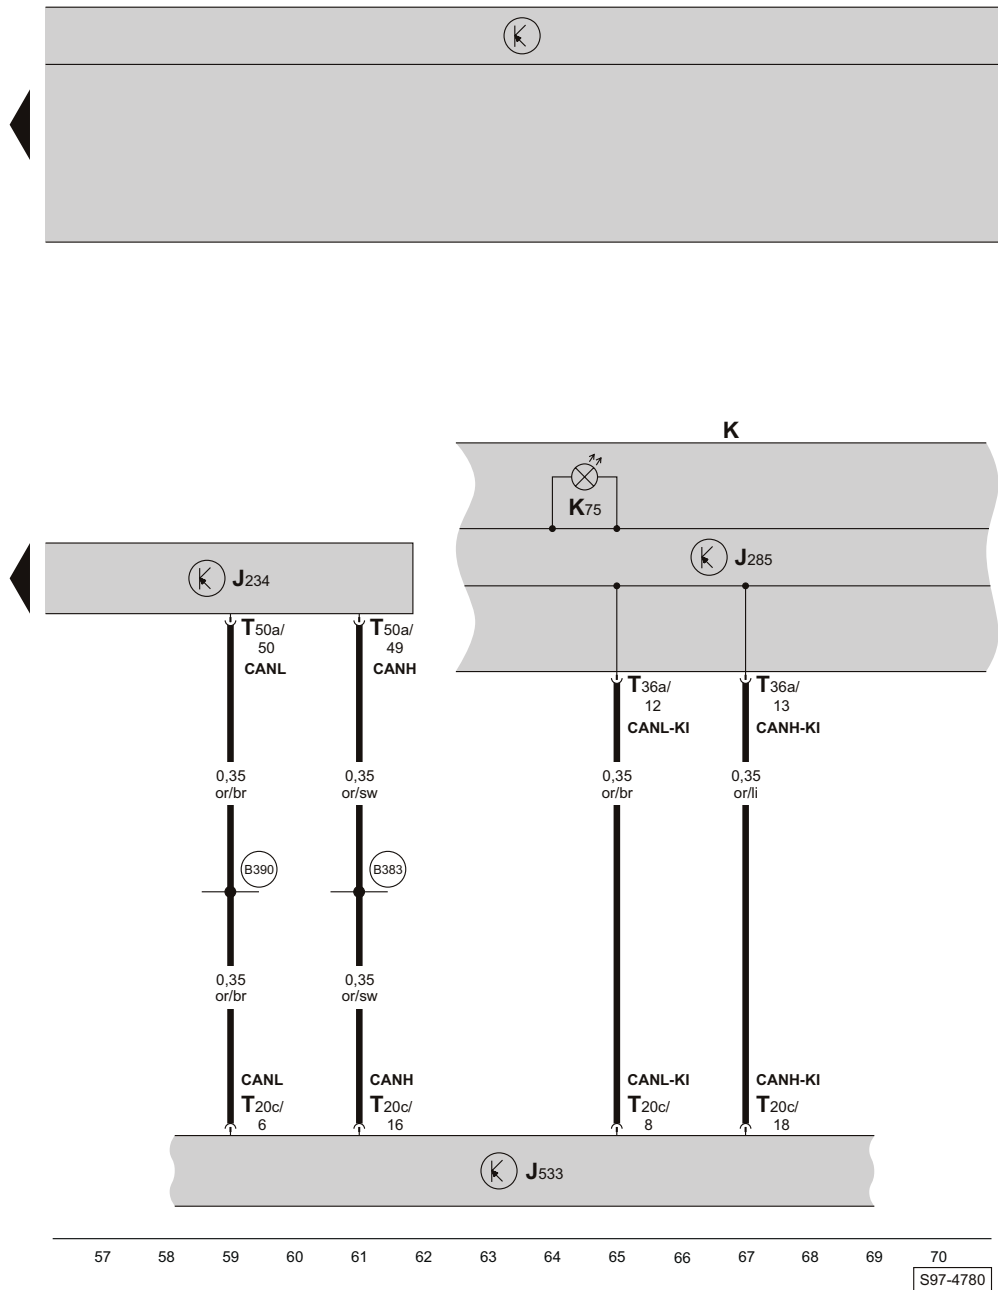 K
K75
J285
J234
T50a/
50
CANL
T50a/
49
CANH
T36a/
12
CANL-KI
T36a/
13
CANH-KI
0,35
or/br
0,35
or/sw
0,35
or/br
0,35
or/li
B390
B383
0,35
or/br
0,35
or/sw
CANL
T20c/
6
CANH
T20c/
16
CANL-KI
T20c/
8
CANH-KI
T20c/
18
J533
57 58 59 60 61 62 63 64 65 66 67 68 69 70
S97-4780